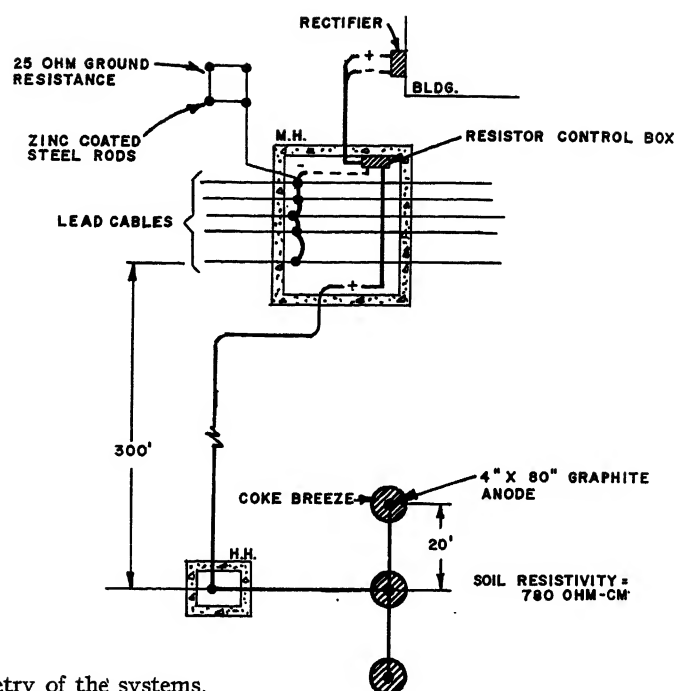 RECTIFIER
+
25 OHM GROUND
RESISTANCE
BLDG.
ZINC COATED
STEEL RODS
M.H.
RESISTOR CONTROL BOX
-
LEAD CABLES
+
300'
4" X 80" GRAPHITE
ANODE
COKE BREEZE
20'
H.H.
SOIL RESISTIVITY =
780 OHM-CM
etry of the systems.